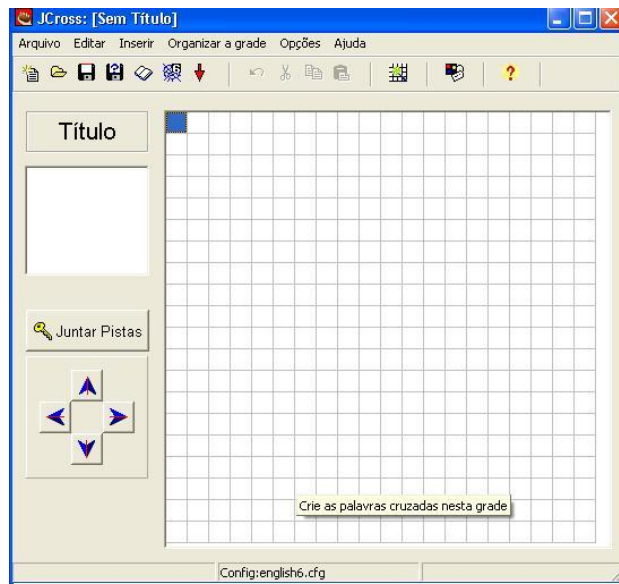 JCross: [Sem Título]
Arquivo Editar Inserir Organizar a grade Opções Ajuda
Título
Juntar Pistas
Crie as palavras cruzadas nesta grade
Config:english6.cfg